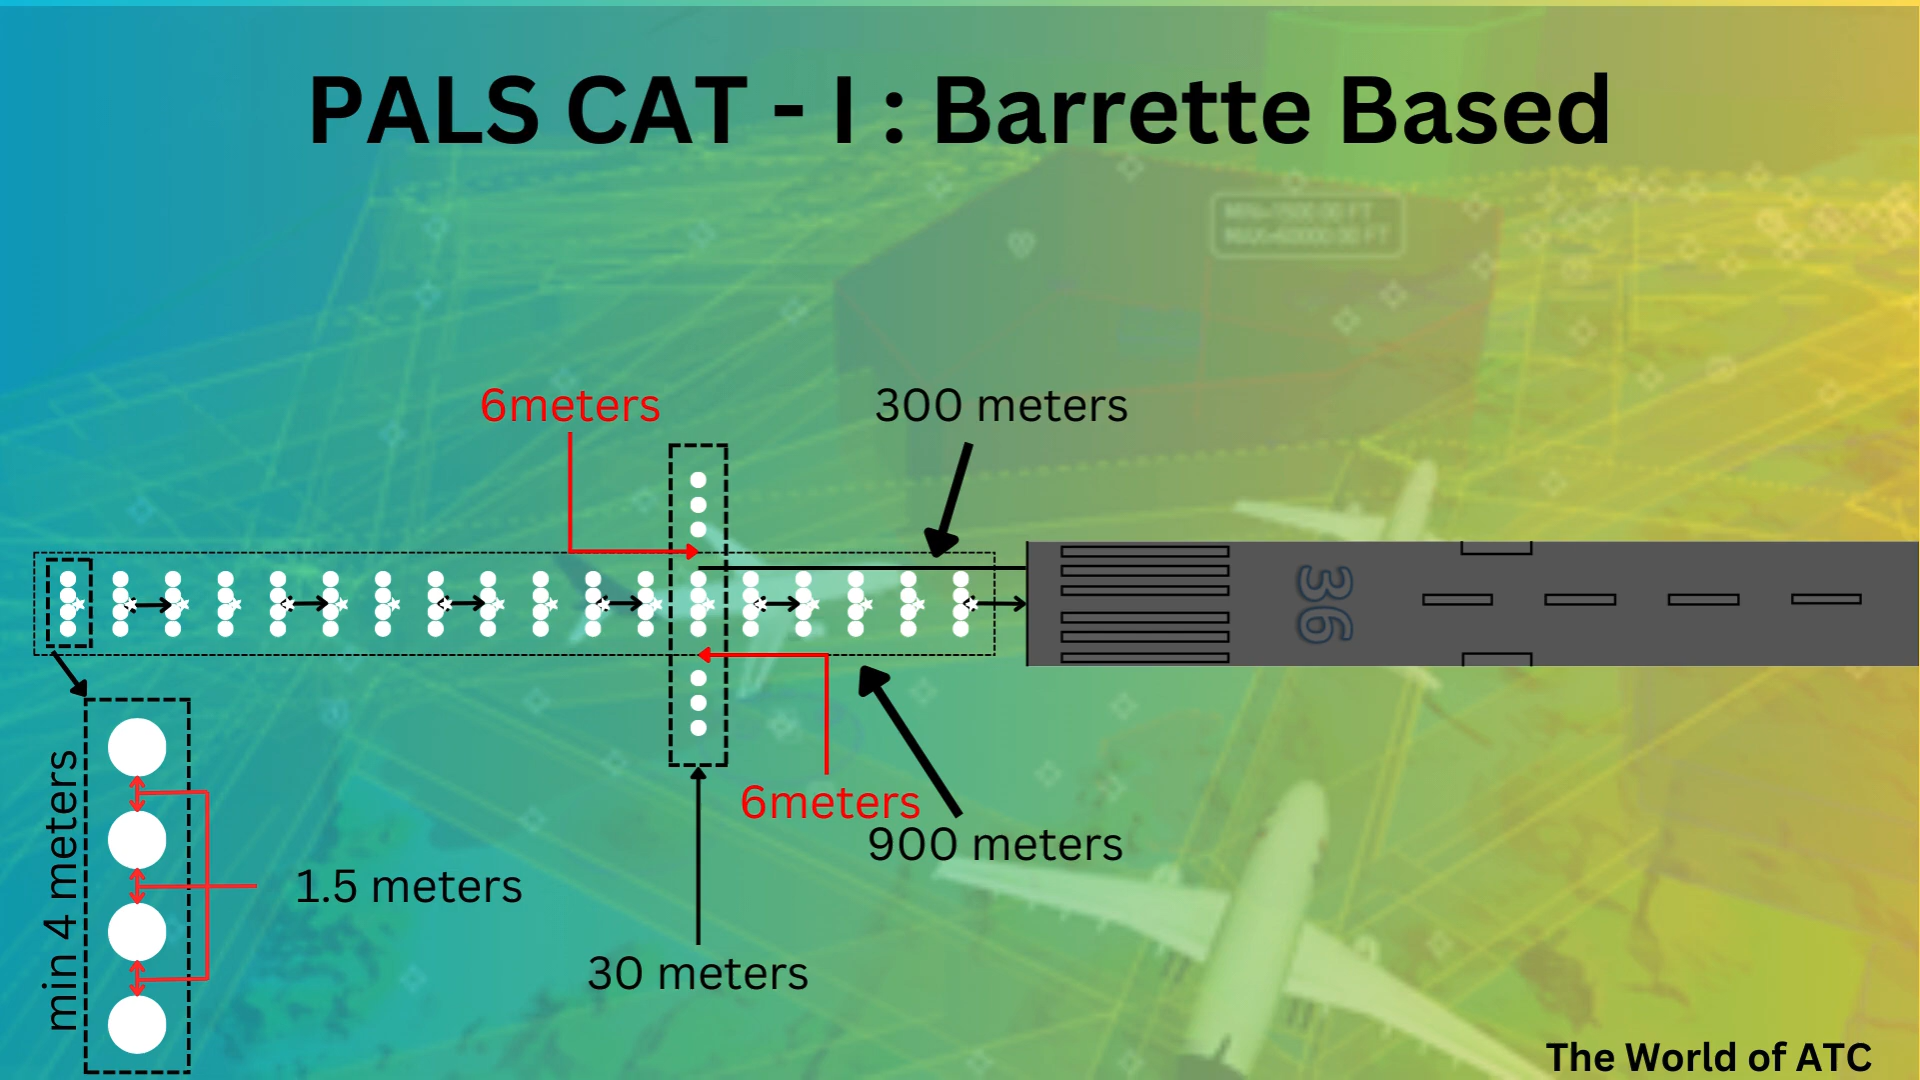 PALS CAT - I : Barrette Based
6meters
300 meters
36
6meters
900 meters
min 4 meters
1.5 meters
30 meters
The World of ATC